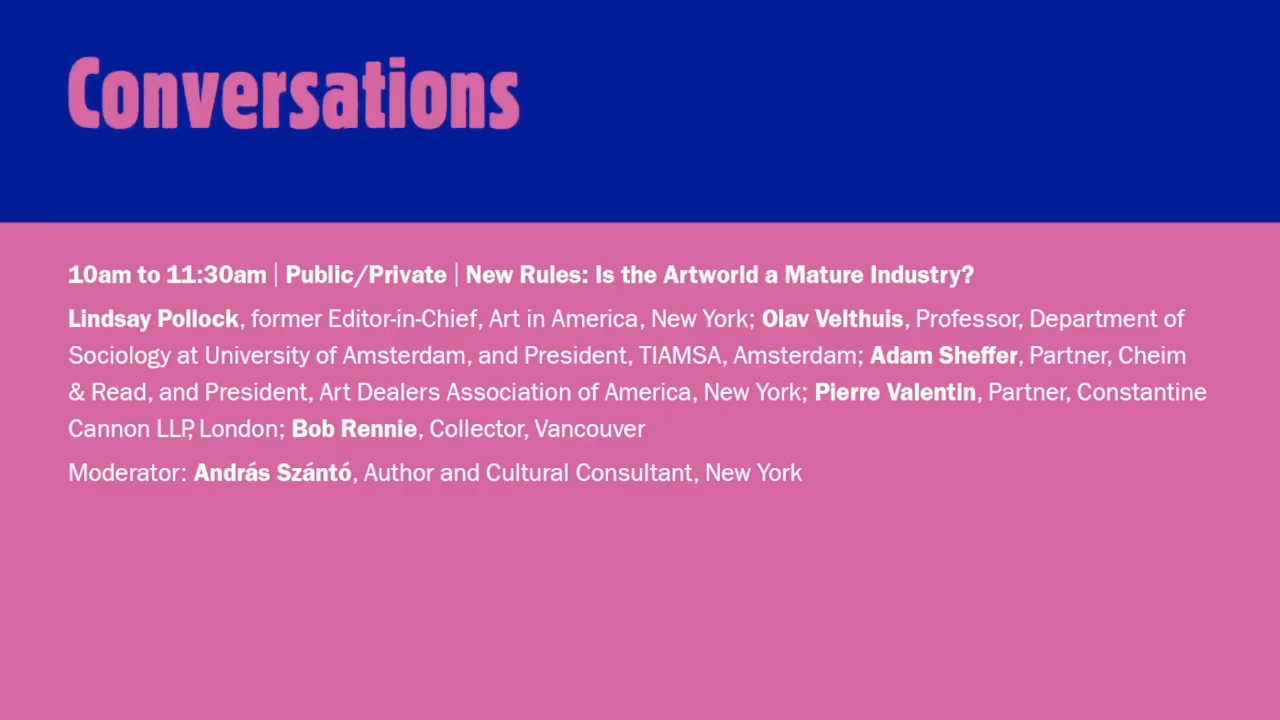 Conversations
10am to 11:30am | Public/Private | New Rules: Is the Artworld a Mature Industry?
Lindsay Pollock, former Editor-in-Chief, Art in America, New York; Olav Velthuis, Professor, Department of
Sociology at University of Amsterdam, and President, TIAMSA, Amsterdam; Adam Sheffer, Partner, Cheim
& Read, and President, Art Dealers Association of America, New York; Pierre Valentin, Partner, Constantine
Cannon LLP, London; Bob Rennie, Collector, Vancouver
Moderator: András Szántó, Author and Cultural Consultant, New York